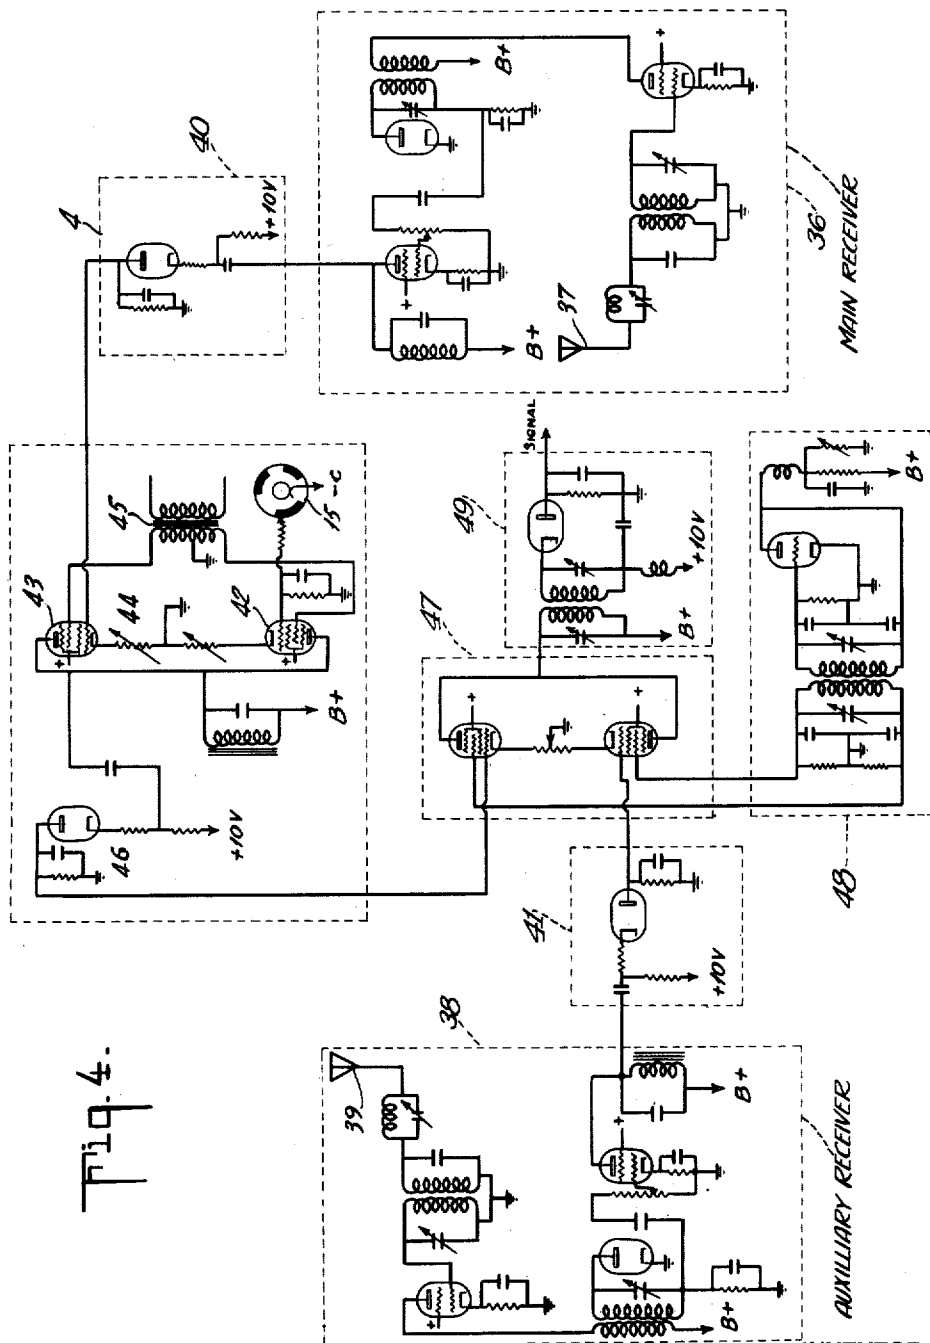 Fig. 4.
40
4
B+
+10V
+
+
B+
37
36
MAIN RECEIVER
45
43
44
42
15
-C
+
+
B+
46
+10V
SIGNAL
49
47
+10V
B+
+
+
B+
48
41
+10V
38
39
+
+
B+
B+
AUXILLIARY RECEIVER